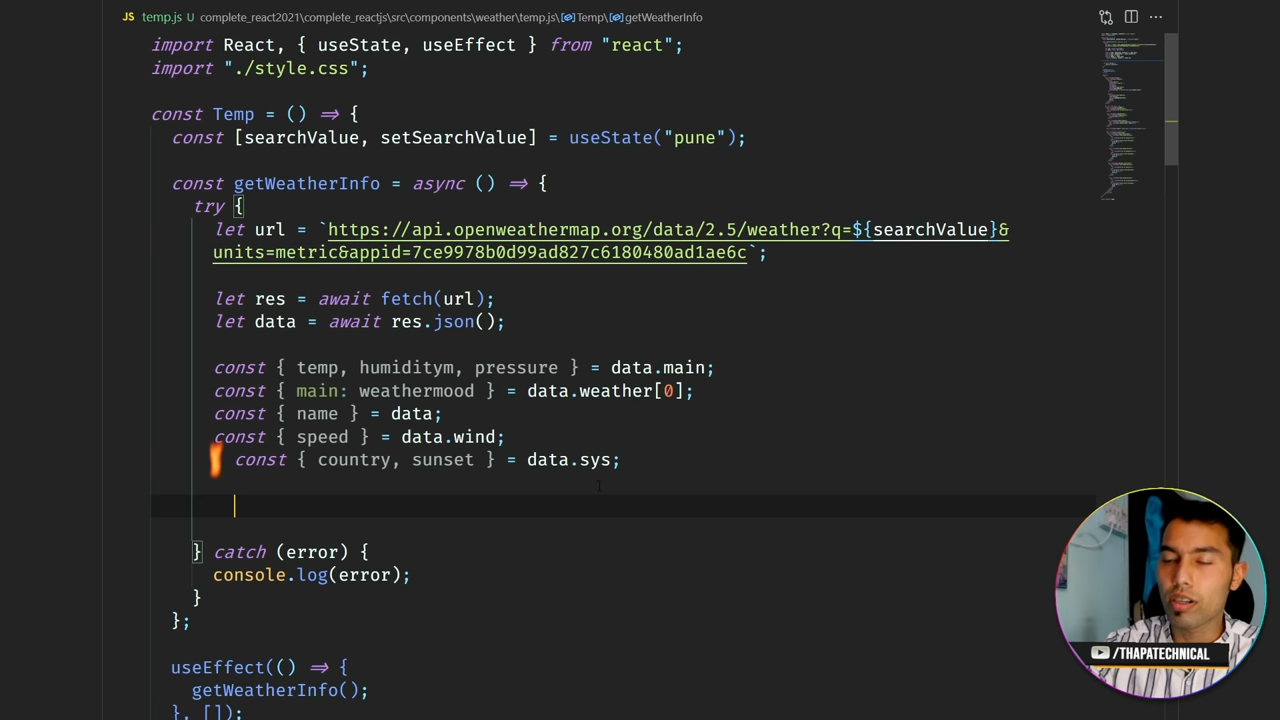 JS temp.js U complete_react2021\complete_reactjs\src\components\weather\temp.js\Temp\getWeatherInfo
import React, { useState, useEffect } from "react";
import "./style.css";
const Temp = () => {
const [searchValue, setSearchValue] = useState("pune");
const getWeatherInfo = async () => {
try {
let url = `https://api.openweathermap.org/data/2.5/weather?q=${searchValue}&
units=metric&appid=7ce9978b0d99ad827c6180480ad1ae6c`;
let res = await fetch(url);
let data = await res.json();
const { temp, humiditym, pressure } = data.main;
const { main: weathermood } = data.weather[0];
const { name } = data;
const { speed } = data.wind;
const { country, sunset } = data.sys;
} catch (error) {
console.log(error);
}
};
useEffect(() => {
getWeatherInfo();
}, []);
/THAPATECHNICAL